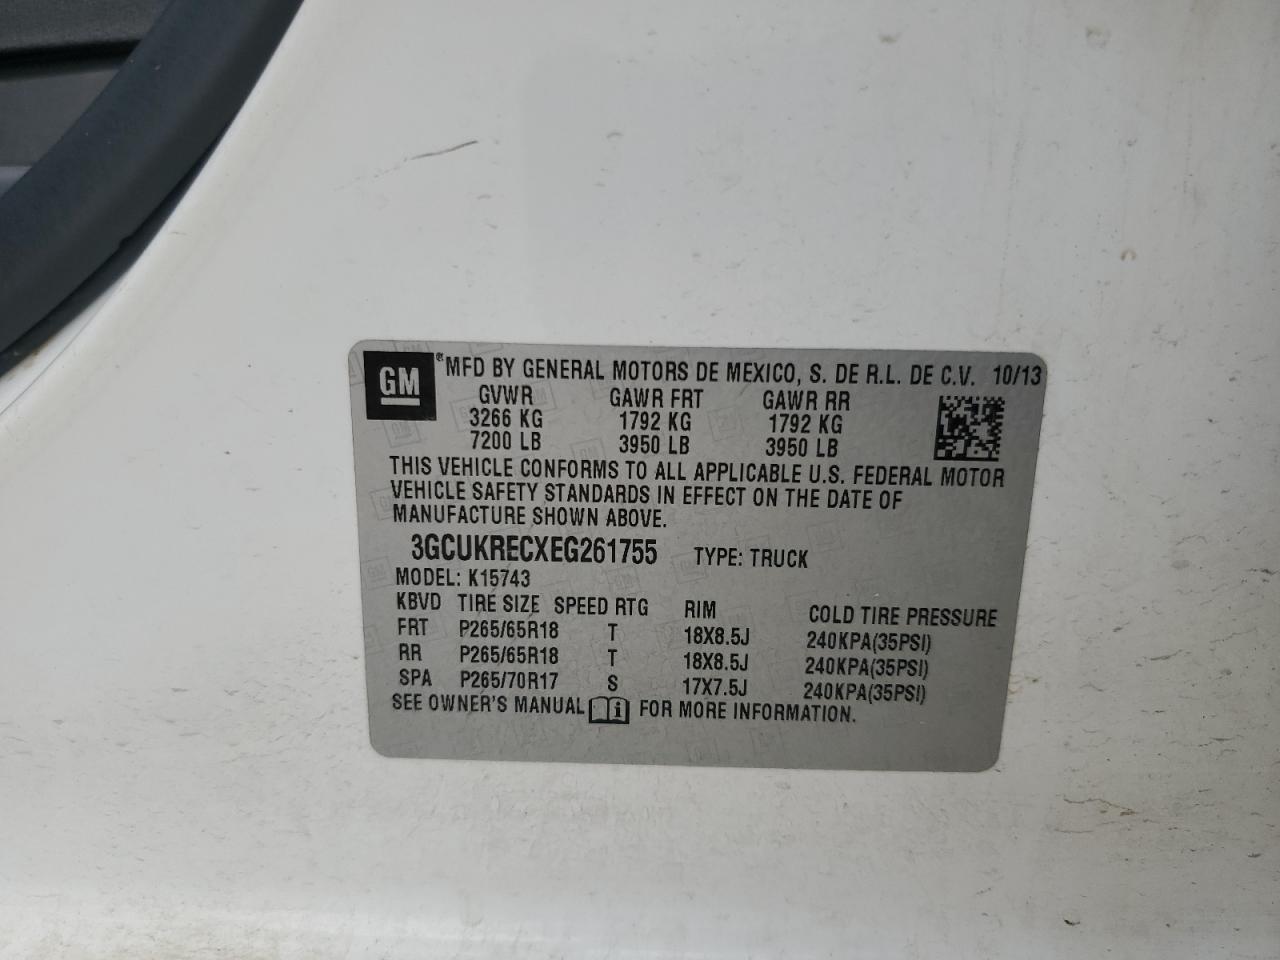 GM ® MFD BY GENERAL MOTORS DE MEXICO, S. DE R.L. DE C.V. 10/13
GVWR GAWR FRT GAWR RR
3266 KG 1792 KG 1792 KG
7200 LB 3950 LB 3950 LB
THIS VEHICLE CONFORMS TO ALL APPLICABLE U.S. FEDERAL MOTOR
VEHICLE SAFETY STANDARDS IN EFFECT ON THE DATE OF
MANUFACTURE SHOWN ABOVE.
3GCUKRECXEG261755 TYPE: TRUCK
MODEL: K15743
KBVD TIRE SIZE SPEED RTG RIM COLD TIRE PRESSURE
FRT P265/65R18 T 18X8.5J 240KPA(35PSI)
RR P265/65R18 T 18X8.5J 240KPA(35PSI)
SPA P265/70R17 S 17X7.5J 240KPA(35PSI)
SEE OWNER'S MANUAL i FOR MORE INFORMATION.